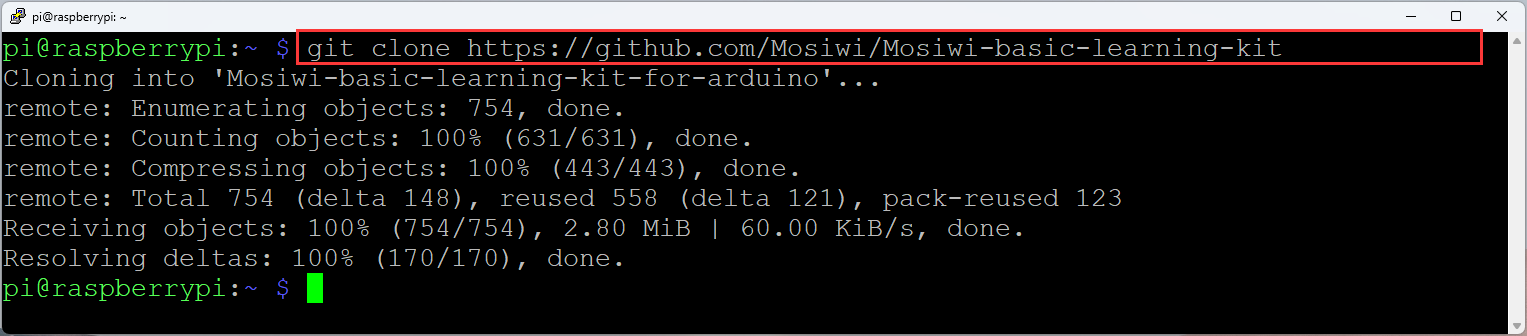 pi@raspberrypi: ~
pi@raspberrypi:~ $ git clone https://github.com/Mosiwi/Mosiwi-basic-learning-kit
Cloning into 'Mosiwi-basic-learning-kit-for-arduino'...
remote: Enumerating objects: 754, done.
remote: Counting objects: 100% (631/631), done.
remote: Compressing objects: 100% (443/443), done.
remote: Total 754 (delta 148), reused 558 (delta 121), pack-reused 123
Receiving objects: 100% (754/754), 2.80 MiB | 60.00 KiB/s, done.
Resolving deltas: 100% (170/170), done.
pi@raspberrypi:~ $